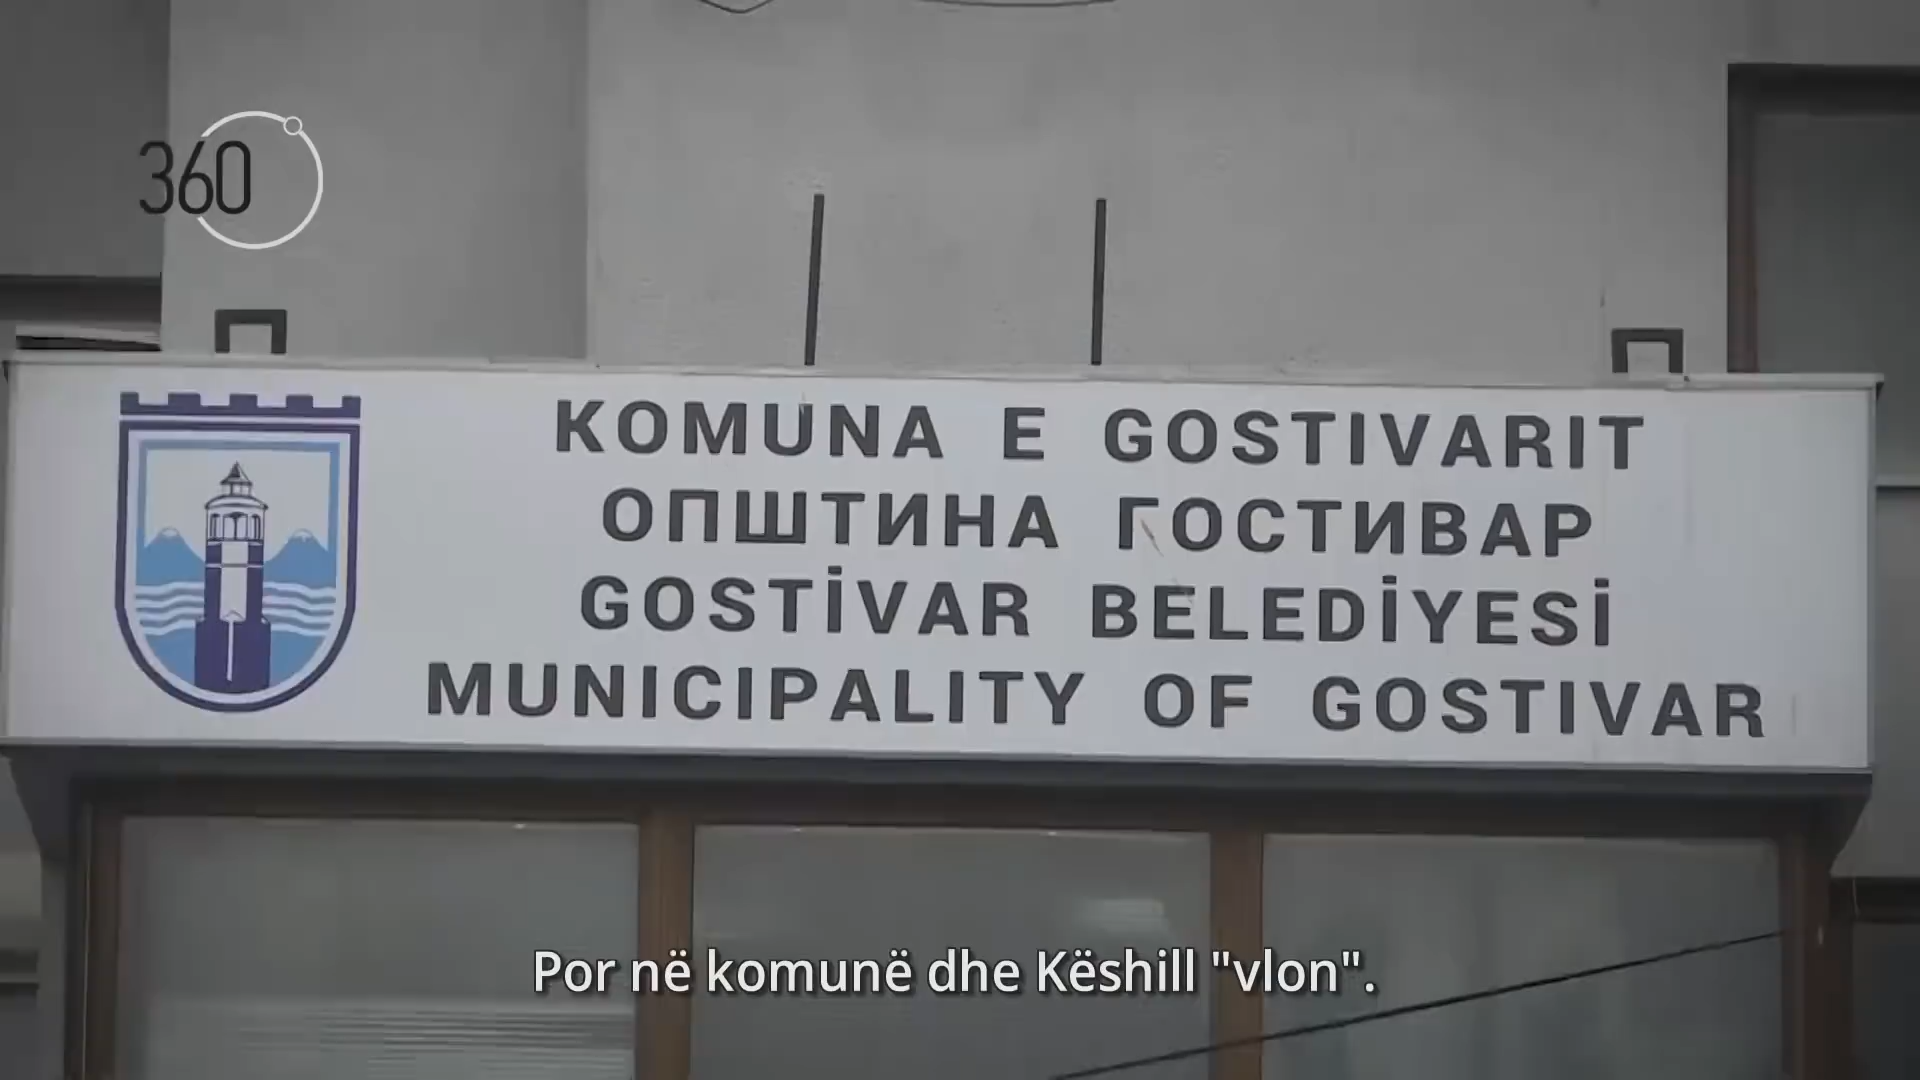 360
KOMUNA E GOSTIVARIT
ОПШТИНА ГОСТИВАР
GOSTİVAR BELEDİYESİ
MUNICIPALITY OF GOSTIVAR
Por në komunë dhe Këshill "vlon".